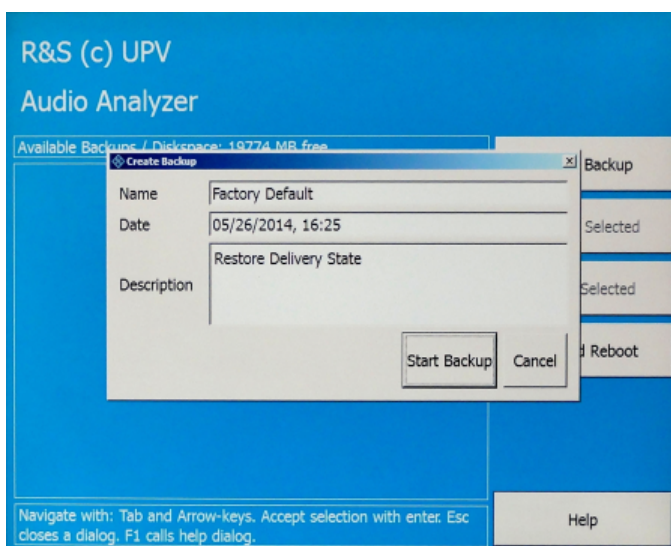 R&S (c) UPV
Audio Analyzer
Available Backups / Diskspace: 19774 MB free
Create Backup
Name
Factory Default
Date
05/26/2014, 16:25
Description
Restore Delivery State
Start Backup
Cancel
Backup
Selected
Selected
Reboot
Help
Navigate with: Tab and Arrow-keys. Accept selection with enter. Esc
closes a dialog. F1 calls help dialog.